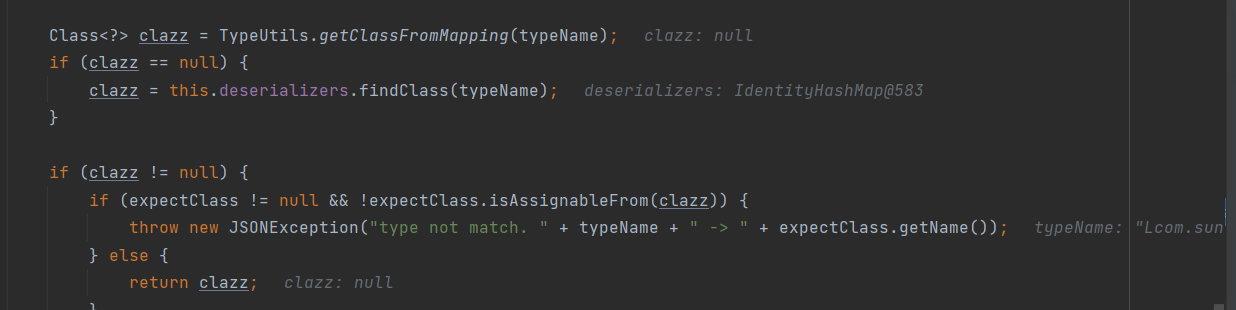 Class<?> clazz = TypeUtils.getClassFromMapping(typeName); clazz: null
if (clazz == null) {
clazz = this.deserializers.findClass(typeName); deserializers: IdentityHashMap@583
}
if (clazz != null) {
if (expectClass != null && !expectClass.isAssignableFrom(clazz)) {
throw new JSONException("type not match. " + typeName + " -> " + expectClass.getName()); typeName: "Lcom.sun
} else {
return clazz; clazz: null
}